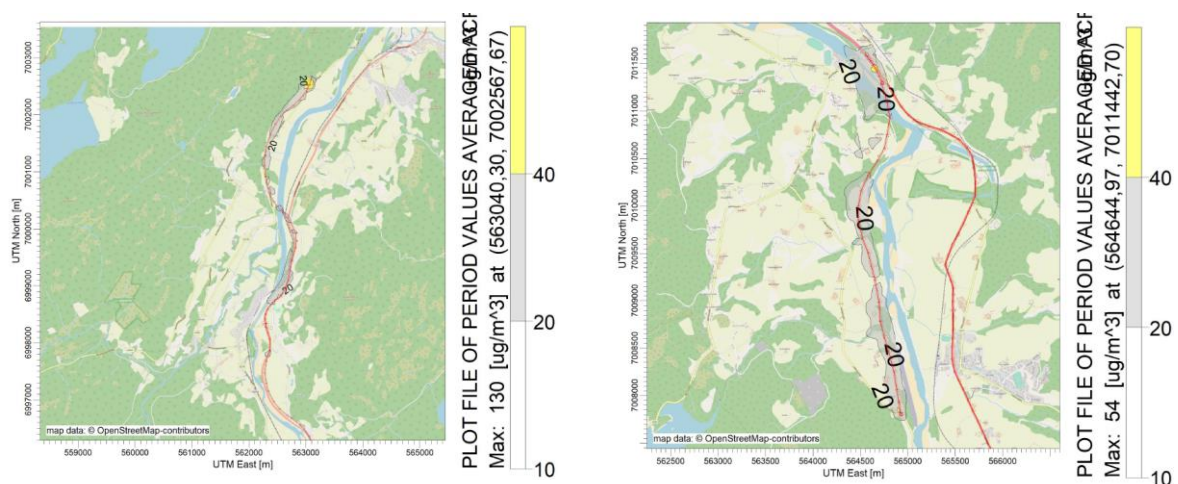 UTM North [m]
7003000
7002000
7001000
7000000
6999000
6998000
6997000
20
20
20
map data: © OpenStreetMap-contributors
559000 560000 561000 562000 563000 564000 565000
UTM East [m]
PLOT FILE OF PERIOD VALUES AVERAGED
Max: 130 [ug/m^3] at (563040,30, 7002567,67)
40
20
10
UTM North [m]
7011500
7011000
7010500
7010000
7009500
7009000
7008500
7008000
20
20
20
20
20
map data: © OpenStreetMap-contributors
562500 563000 563500 564000 564500 565000 565500 566000
UTM East [m]
PLOT FILE OF PERIOD VALUES AVERAGED
Max: 54 [ug/m^3] at (564644,97, 7011442,70)
40
20
10